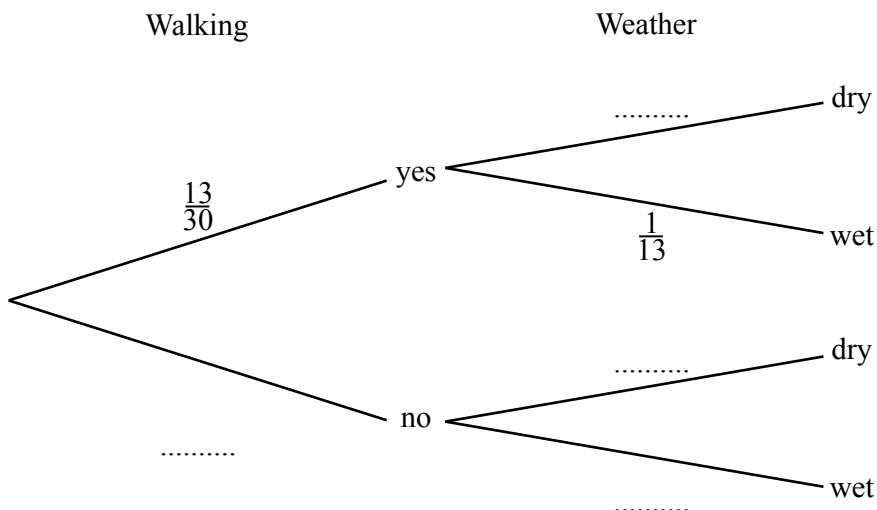 Walking Weather
.......... dry
yes
13/30
1/13 wet
.......... dry
no
..........
wet
..........